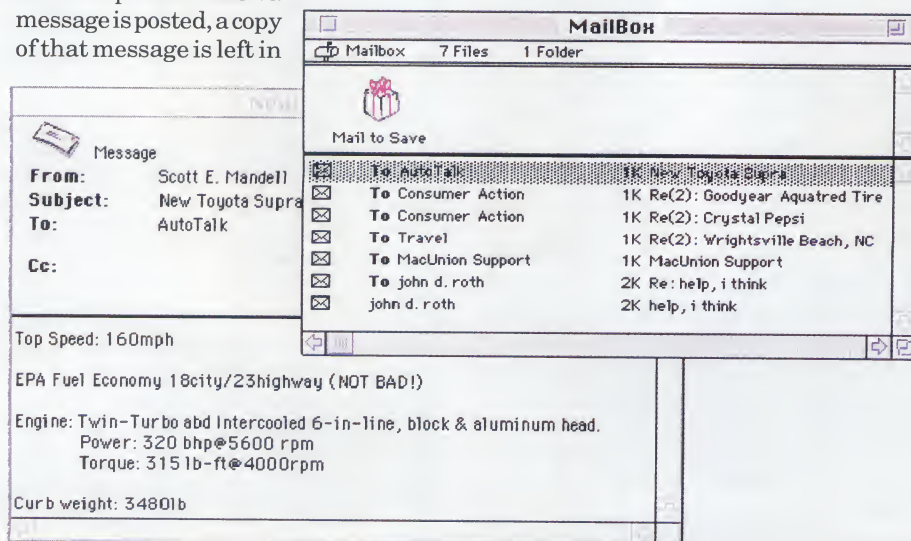 message is posted, a copy
of that message is left in
MailBox
Mailbox 7 Files 1 Folder
Mail to Save
To AutoTalk 1K New Toyota Supra
To Consumer Action 1K Re(2): Goodyear Aquatred Tire
To Consumer Action 1K Re(2): Crystal Pepsi
To Travel 1K Re(2): Wrightsville Beach, NC
To MacUnion Support 1K MacUnion Support
To john d. roth 2K Re: help, i think
john d. roth 2K help, i think
Message
From: Scott E. Mandell
Subject: New Toyota Supra
To: AutoTalk
Cc:
Top Speed: 160mph
EPA Fuel Economy 18city/23highway (NOT BAD!)
Engine: Twin-Turbo abd Intercooled 6-in-line, block & aluminum head.
Power: 320 bhp@5600 rpm
Torque: 315 lb-ft@4000rpm
Curb weight: 3480lb